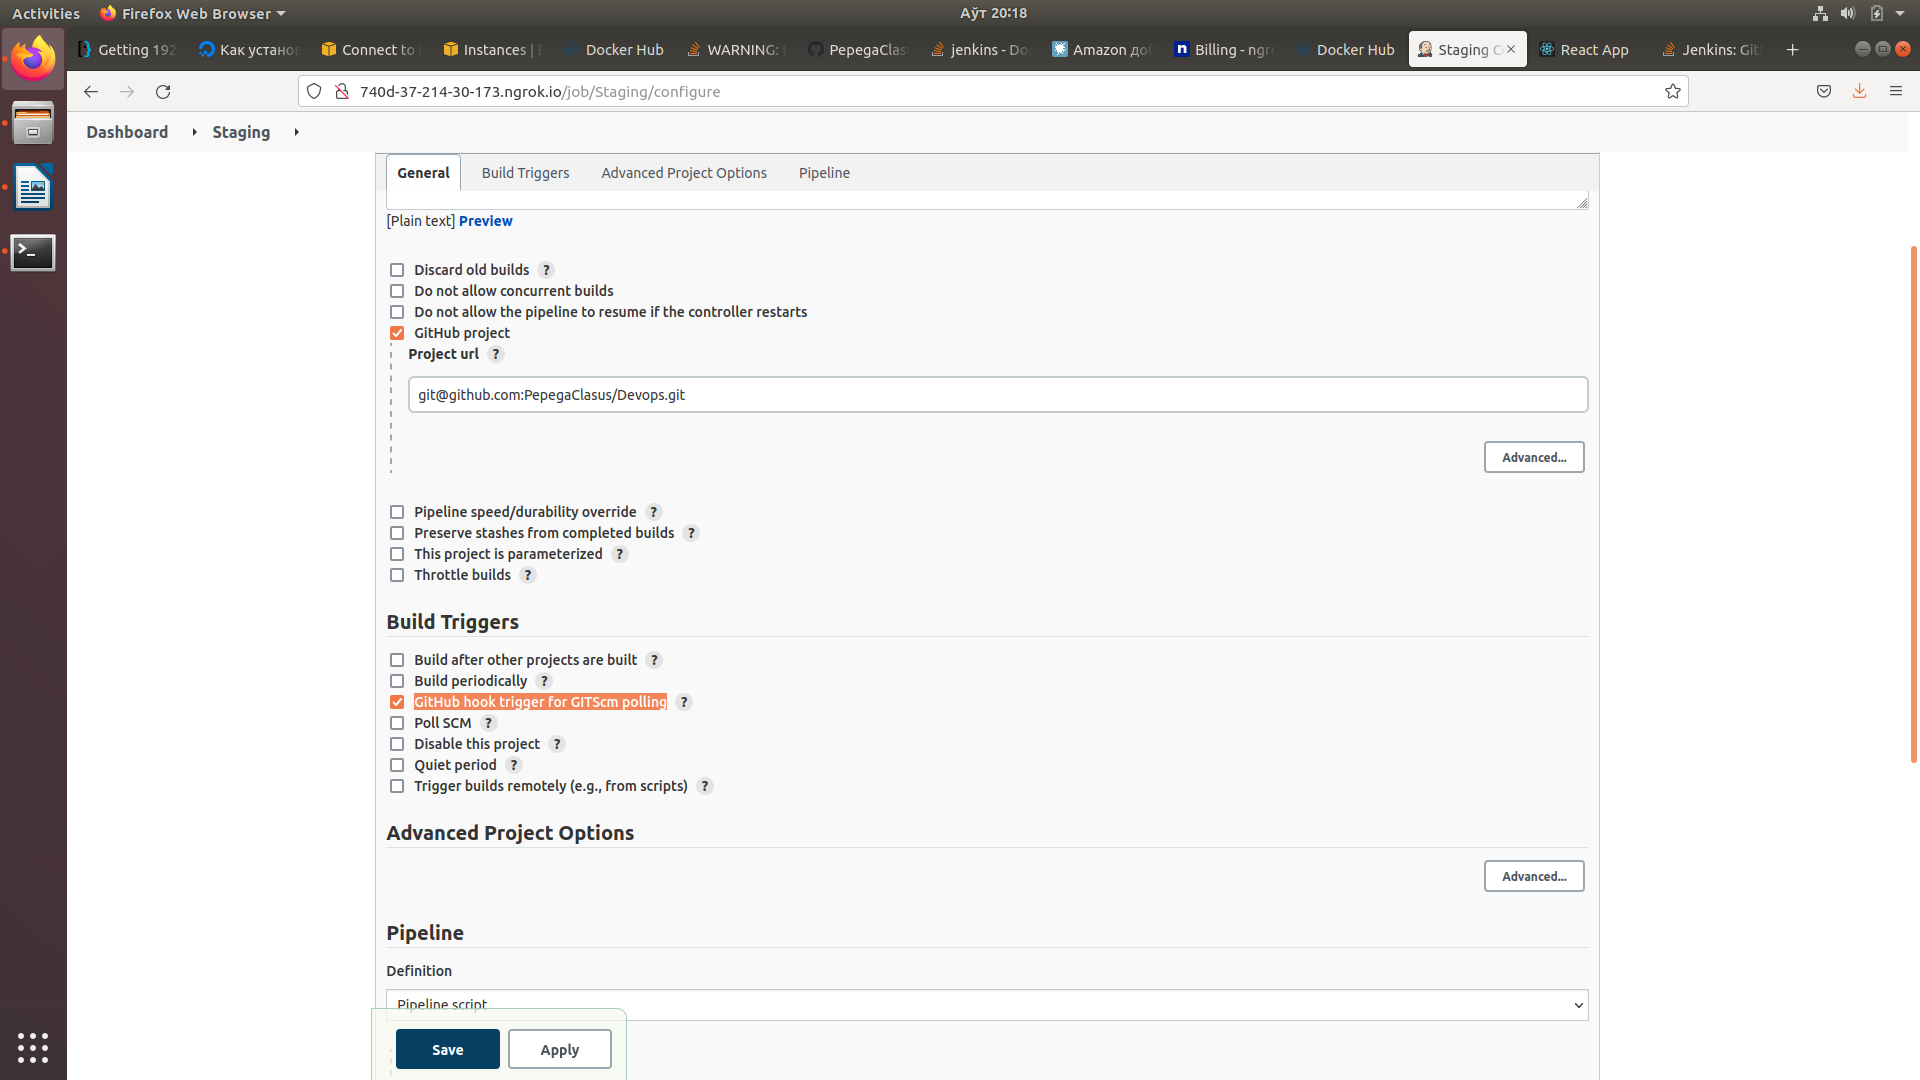 Activities Firefox Web Browser Аўт 20:18
Getting 192 Как устано Connect to Instances | E Docker Hub WARNING: PepegaClas jenkins - Do Amazon до Billing - ngr Docker Hub Staging C React App Jenkins: Git
740d-37-214-30-173.ngrok.io/job/Staging/configure
Dashboard Staging
General Build Triggers Advanced Project Options Pipeline
[Plain text] Preview
Discard old builds ?
Do not allow concurrent builds
Do not allow the pipeline to resume if the controller restarts
GitHub project
Project url ?
git@github.com:PepegaClasus/Devops.git
Advanced...
Pipeline speed/durability override ?
Preserve stashes from completed builds ?
This project is parameterized ?
Throttle builds ?
Build Triggers
Build after other projects are built ?
Build periodically ?
GitHub hook trigger for GITScm polling ?
Poll SCM ?
Disable this project ?
Quiet period ?
Trigger builds remotely (e.g., from scripts) ?
Advanced Project Options
Advanced...
Pipeline
Definition
Pipeline script
Save Apply